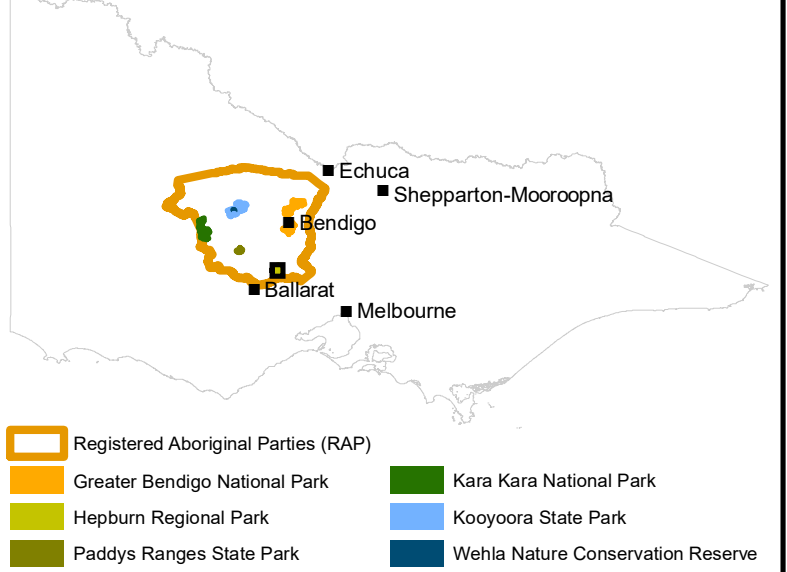 Echuca
Shepparton-Mooroopna
Bendigo
Ballarat
Melbourne
Registered Aboriginal Parties (RAP)
Greater Bendigo National Park
Kara Kara National Park
Hepburn Regional Park
Kooyoora State Park
Paddys Ranges State Park
Wehla Nature Conservation Reserve